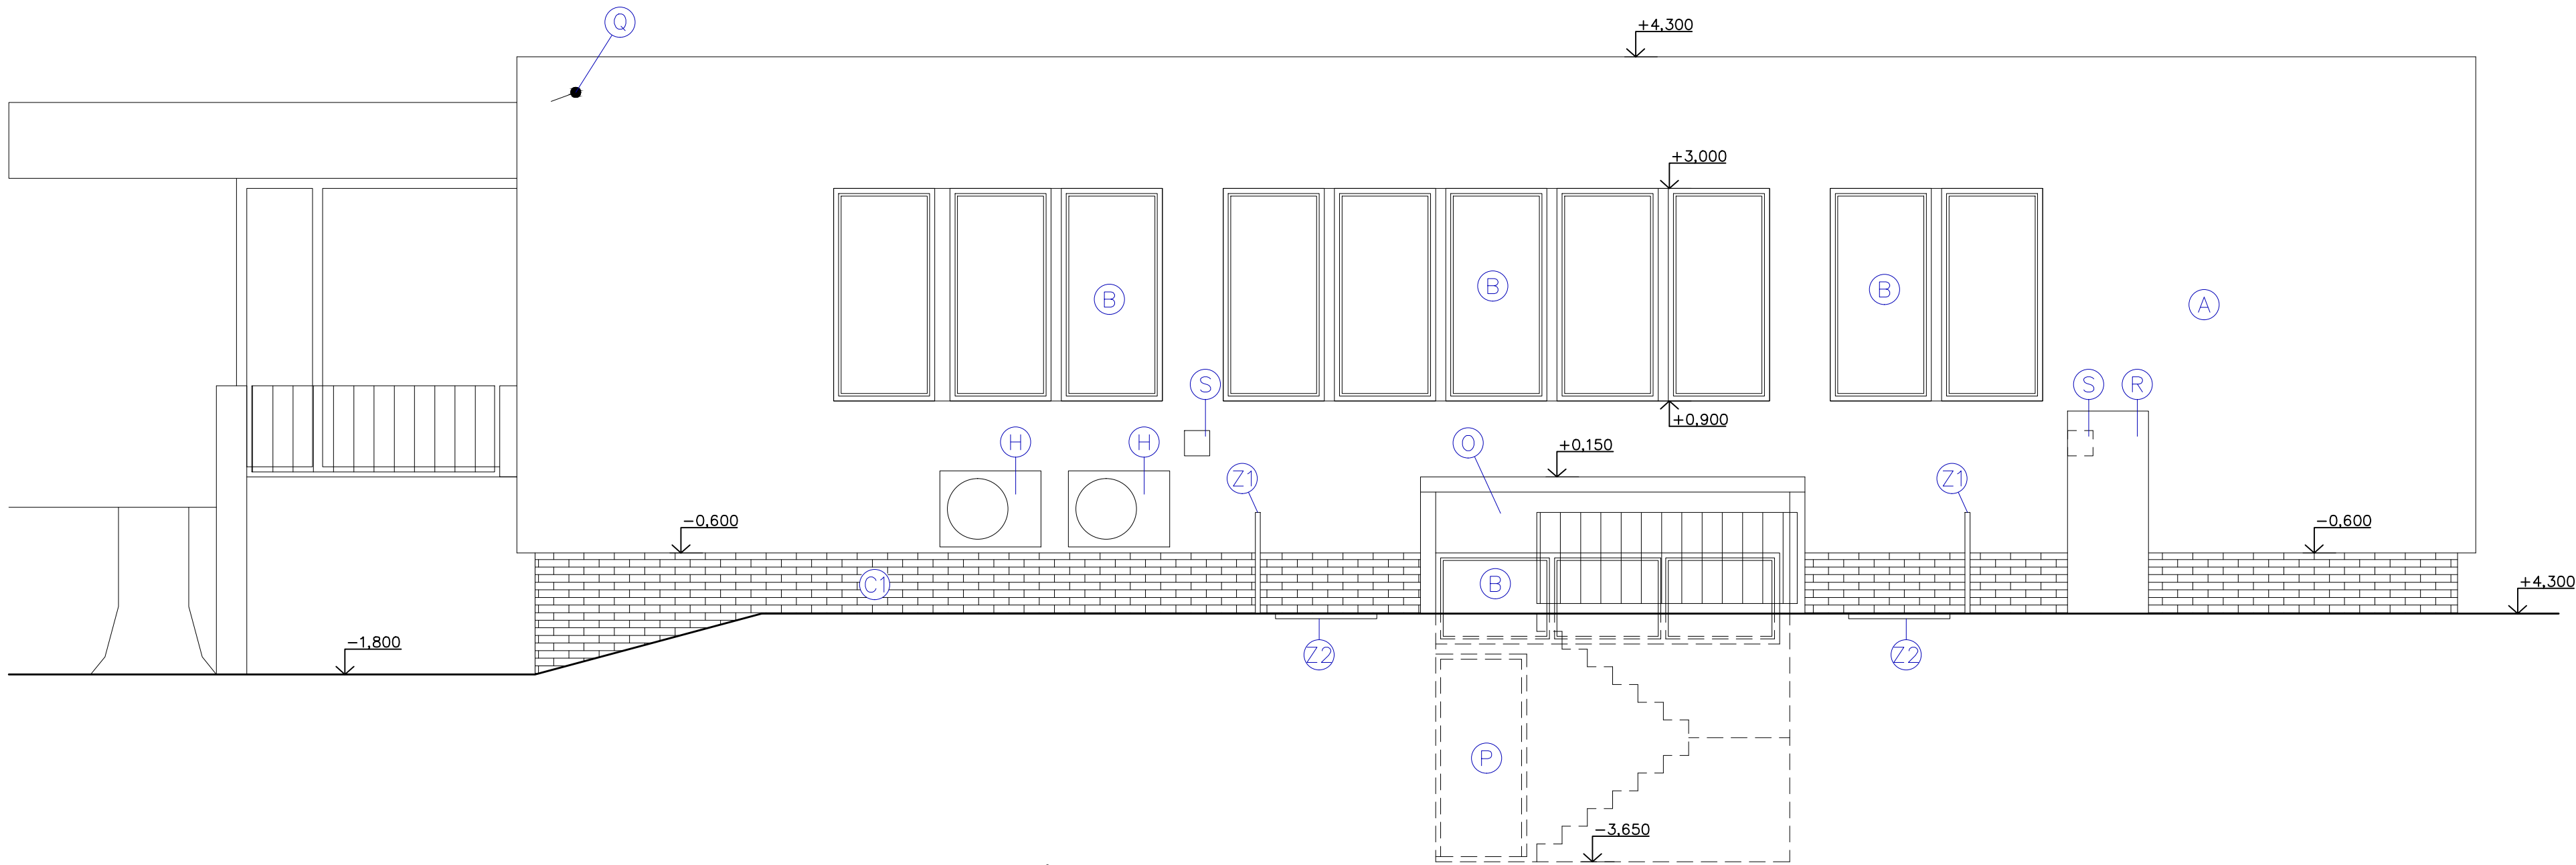 Q
+4,300
+3,000
B
B
B
A
S
S
R
+0,900
H
H
O
+0,150
Z1
Z1
-0,600
-0,600
C1
B
+4,300
-1,800
Z2
Z2
P
-3,650